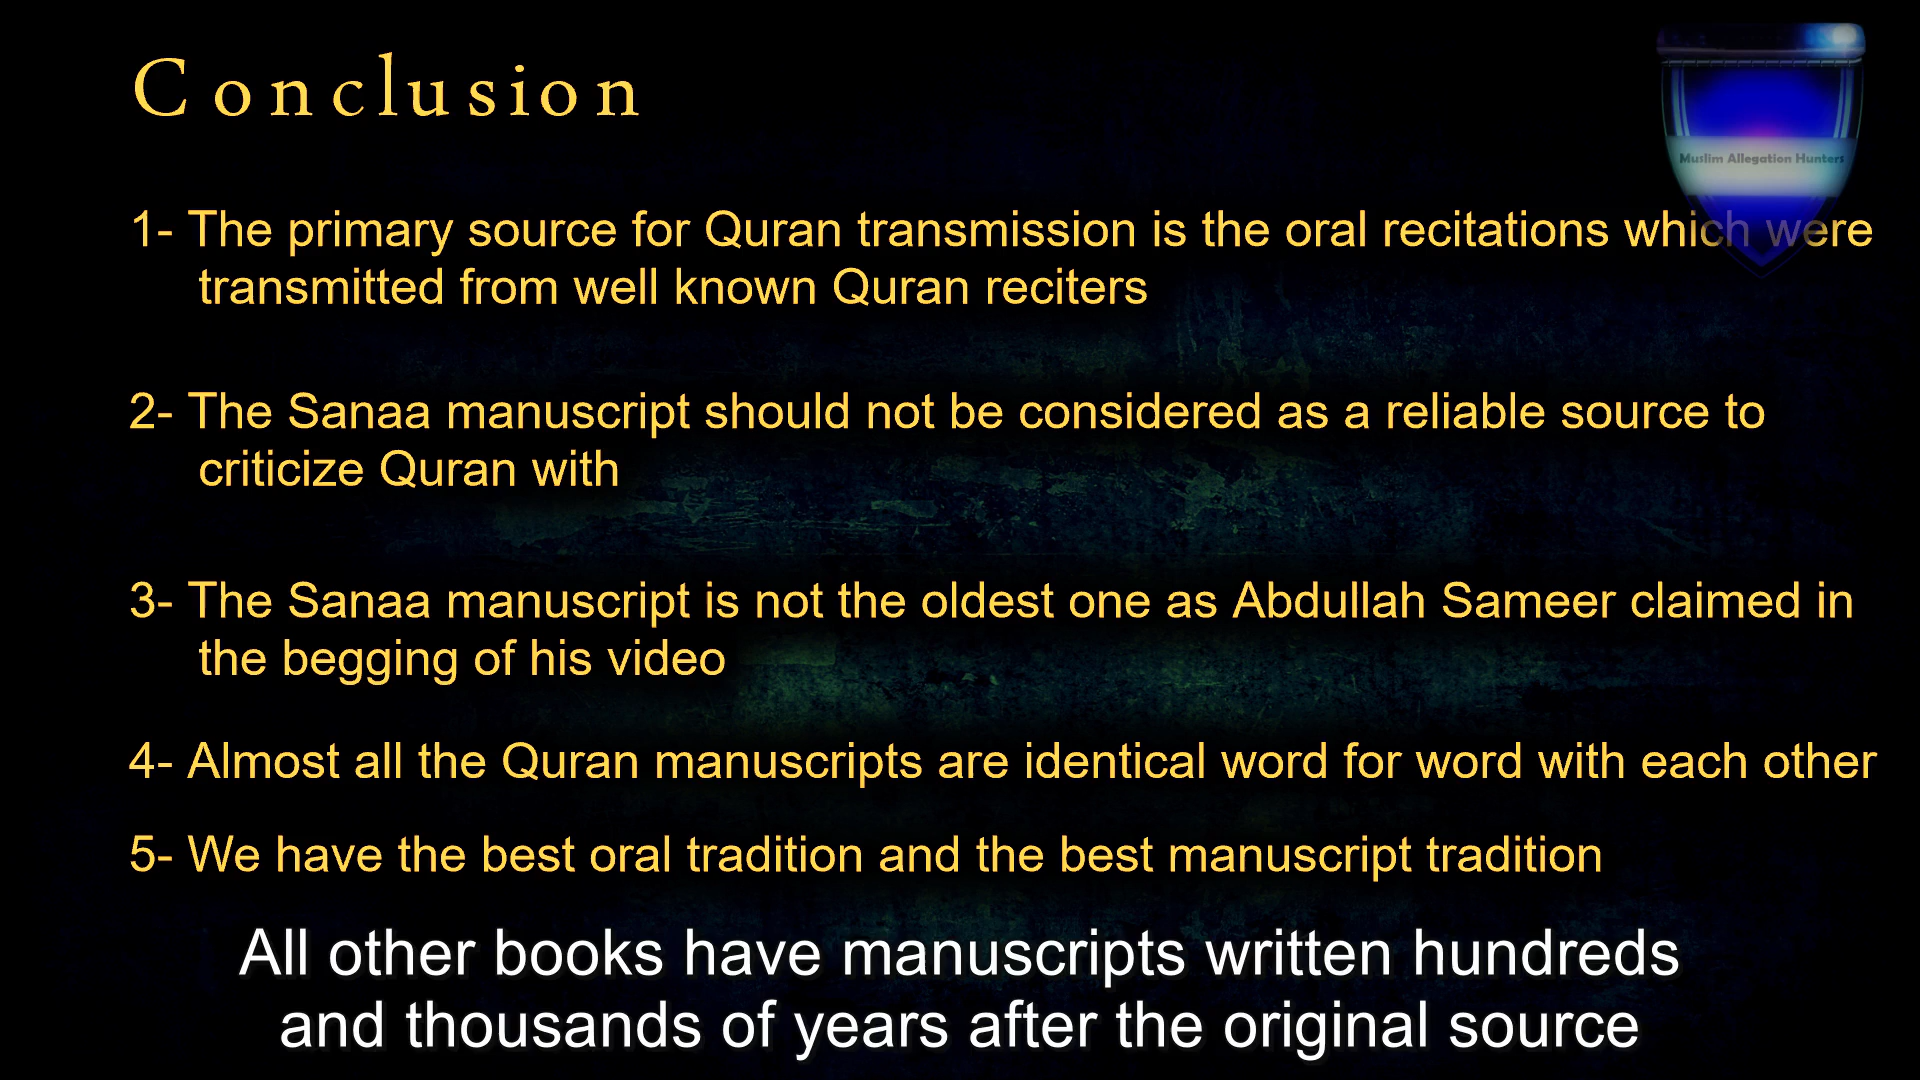 Conclusion
Muslim Allegation Hunters
1- The primary source for Quran transmission is the oral recitations which were
transmitted from well known Quran reciters
2- The Sanaa manuscript should not be considered as a reliable source to
criticize Quran with
3- The Sanaa manuscript is not the oldest one as Abdullah Sameer claimed in
the begging of his video
4- Almost all the Quran manuscripts are identical word for word with each other
5- We have the best oral tradition and the best manuscript tradition
All other books have manuscripts written hundreds
and thousands of years after the original source